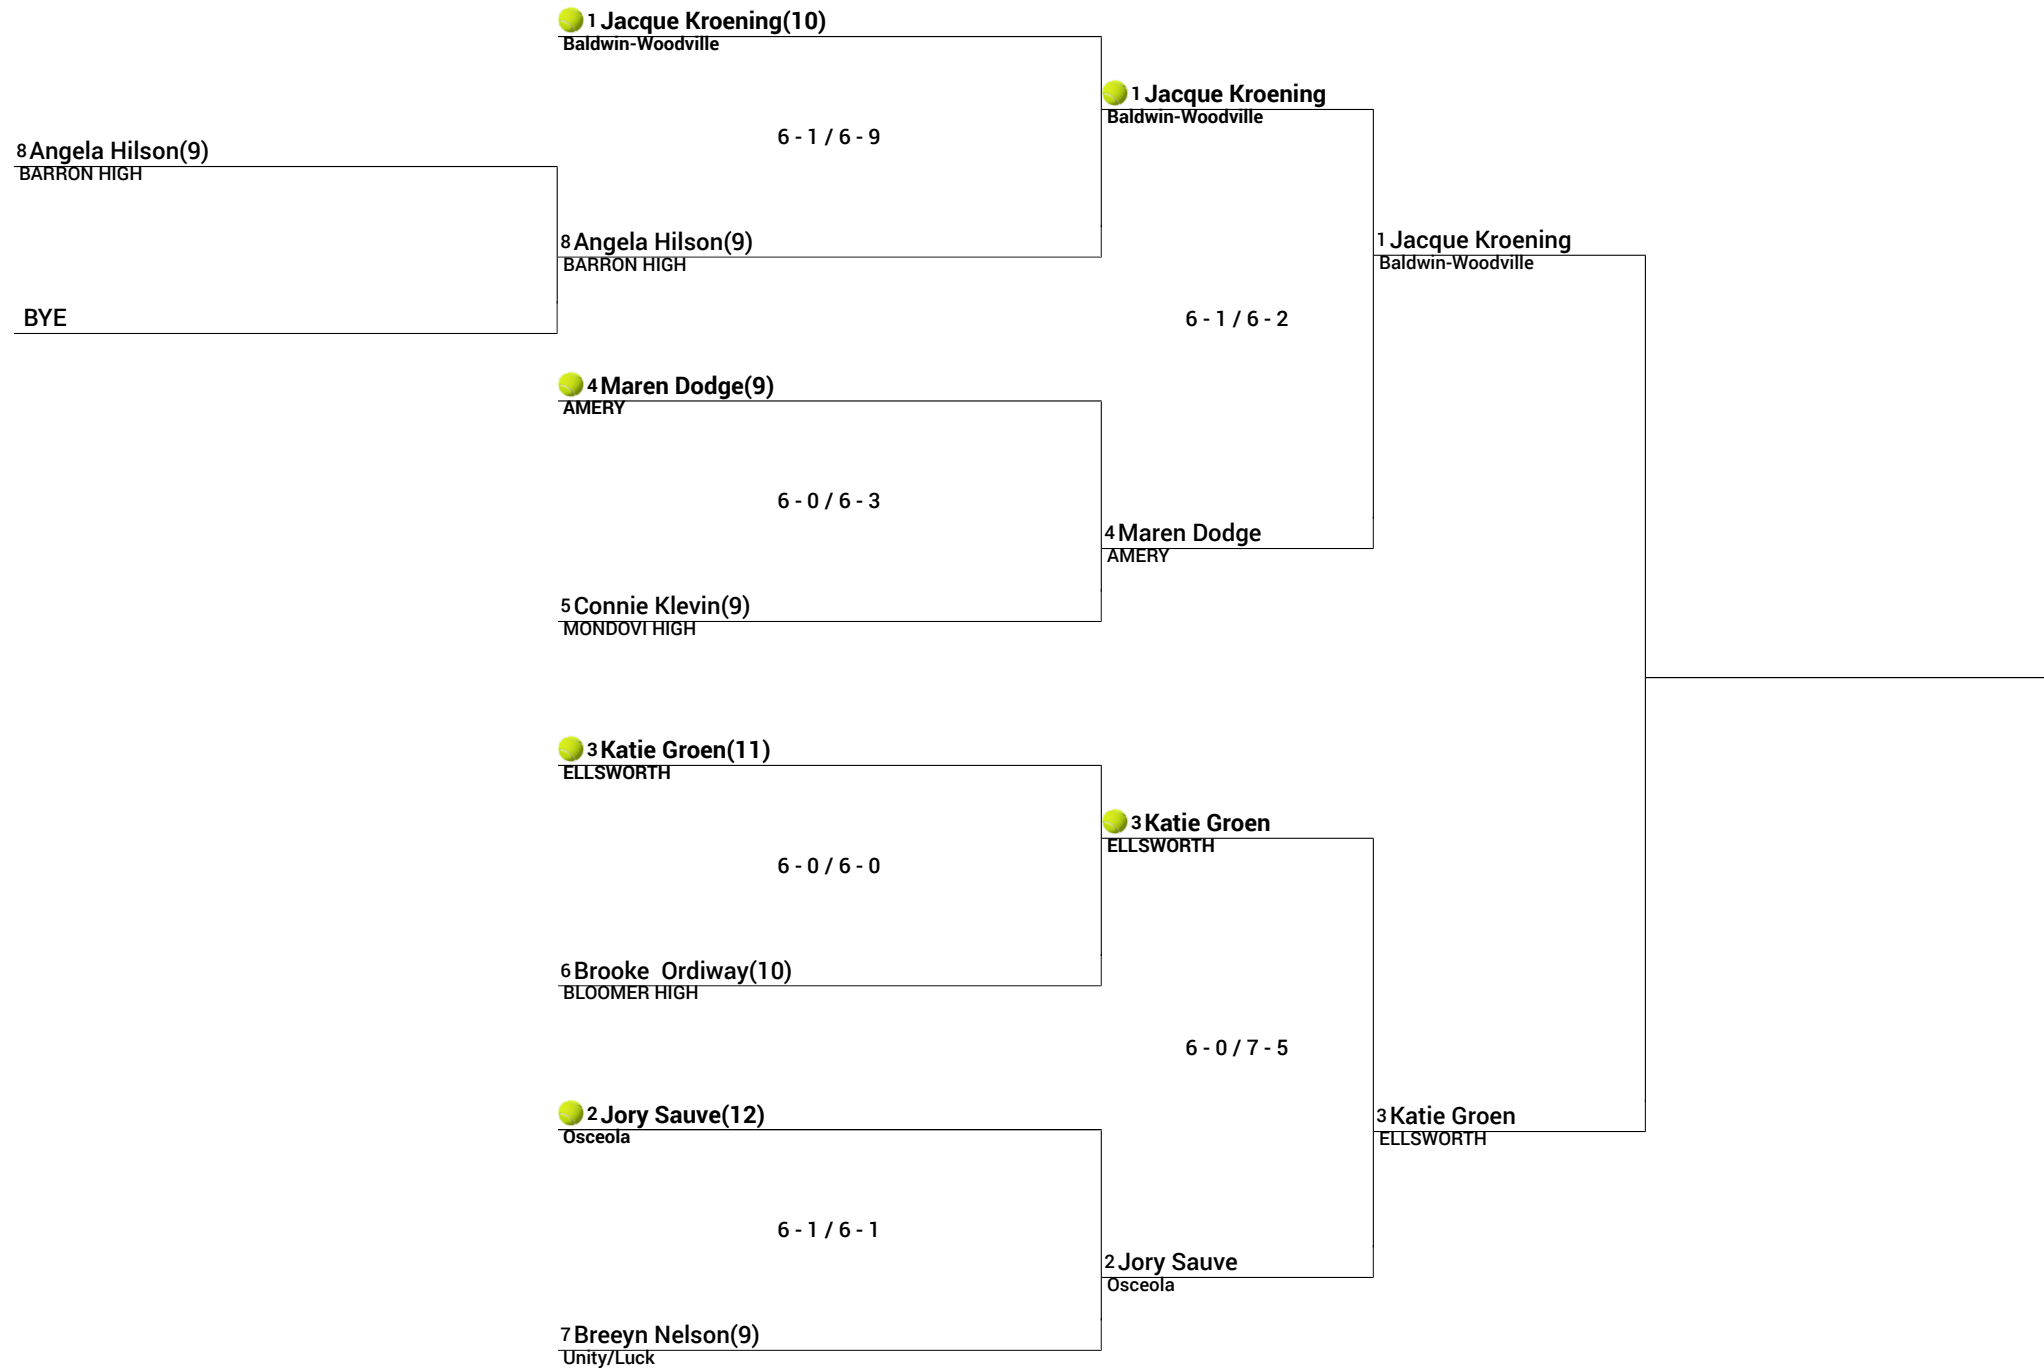 8 Angela Hilson(9)
BARRON HIGH
BYE
1 Jacque Kroening(10)
Baldwin-Woodville
6 - 1 / 6 - 9
8 Angela Hilson(9)
BARRON HIGH
4 Maren Dodge(9)
AMERY
6 - 0 / 6 - 3
5 Connie Klevin(9)
MONDOVI HIGH
3 Katie Groen(11)
ELLSWORTH
6 - 0 / 6 - 0
6 Brooke  Ordiway(10)
BLOOMER HIGH
2 Jory Sauve(12)
Osceola
6 - 1 / 6 - 1
7 Breeyn Nelson(9)
Unity/Luck
1 Jacque Kroening
Baldwin-Woodville
6 - 1 / 6 - 2
4 Maren Dodge
AMERY
3 Katie Groen
ELLSWORTH
6 - 0 / 7 - 5
2 Jory Sauve
Osceola
1 Jacque Kroening
Baldwin-Woodville
3 Katie Groen
ELLSWORTH